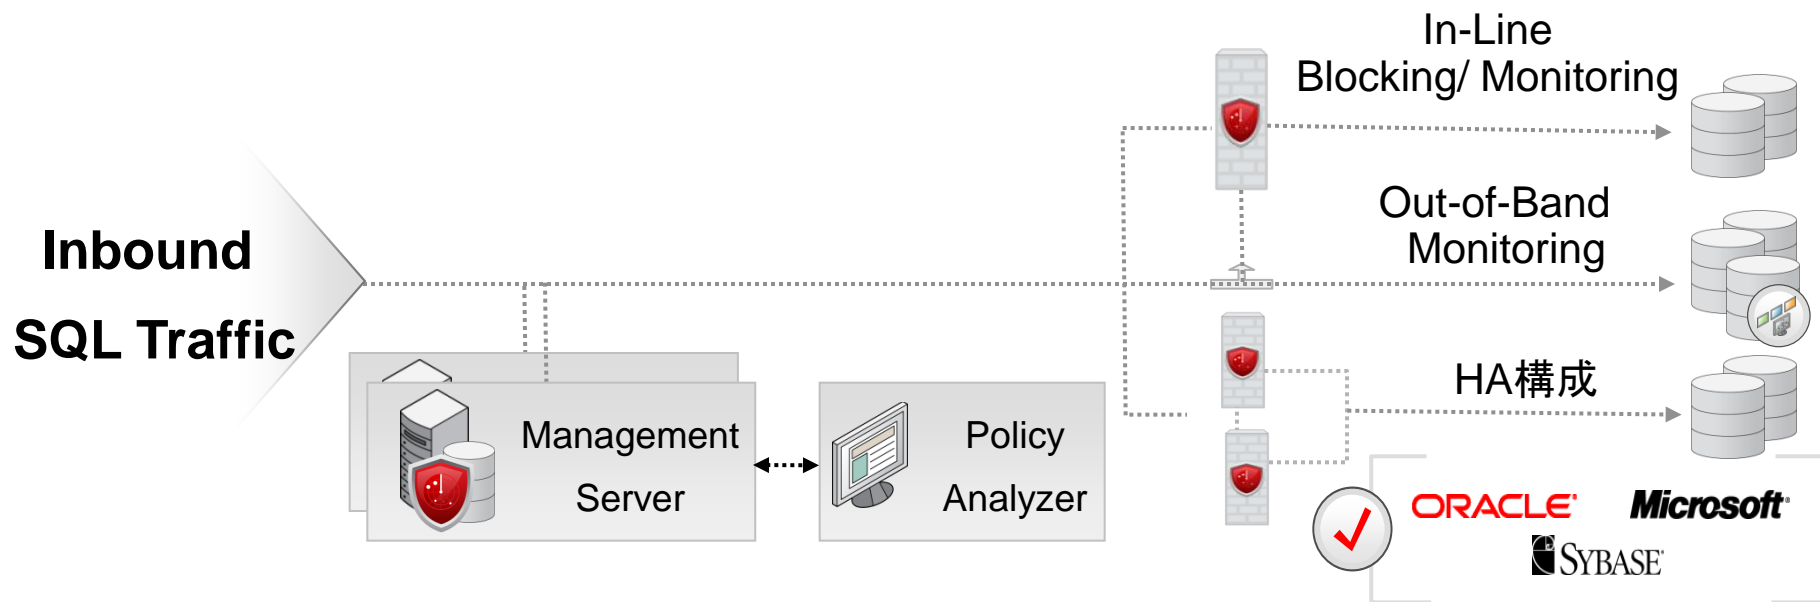 In-Line
Blocking/ Monitoring
Out-of-Band
Monitoring
Inbound
SQL Traffic
HA構成
Management
Server
Policy
Analyzer
ORACLE
Microsoft
SYBASE